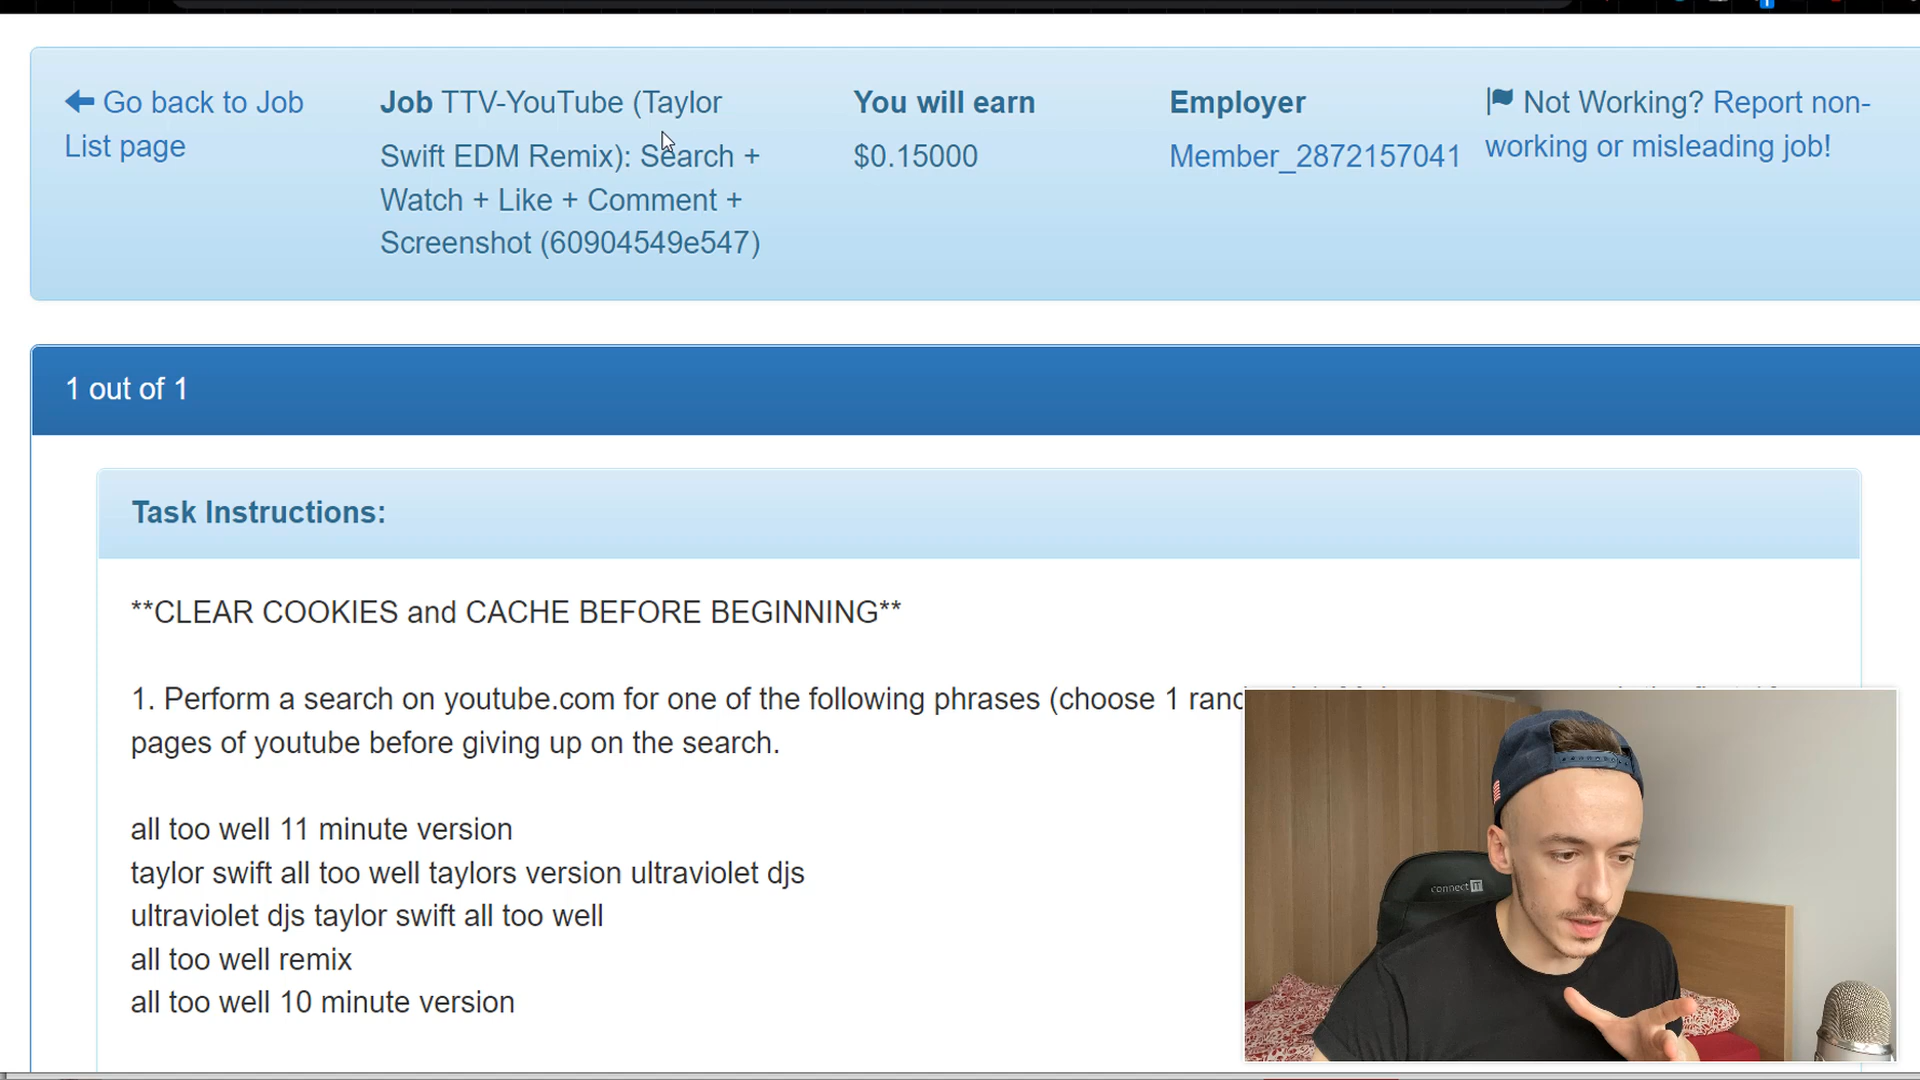 Go back to Job
List page
Job TTV-YouTube (Taylor
Swift EDM Remix): Search +
Watch + Like + Comment +
Screenshot (60904549e547)
You will earn
$0.15000
Employer
Member_2872157041
Not Working? Report non-
working or misleading job!
1 out of 1
Task Instructions:
**CLEAR COOKIES and CACHE BEFORE BEGINNING**
1. Perform a search on youtube.com for one of the following phrases (choose 1
pages of youtube before giving up on the search.
all too well 11 minute version
taylor swift all too well taylors version ultraviolet djs
ultraviolet djs taylor swift all too well
all too well remix
all too well 10 minute version
connect IT